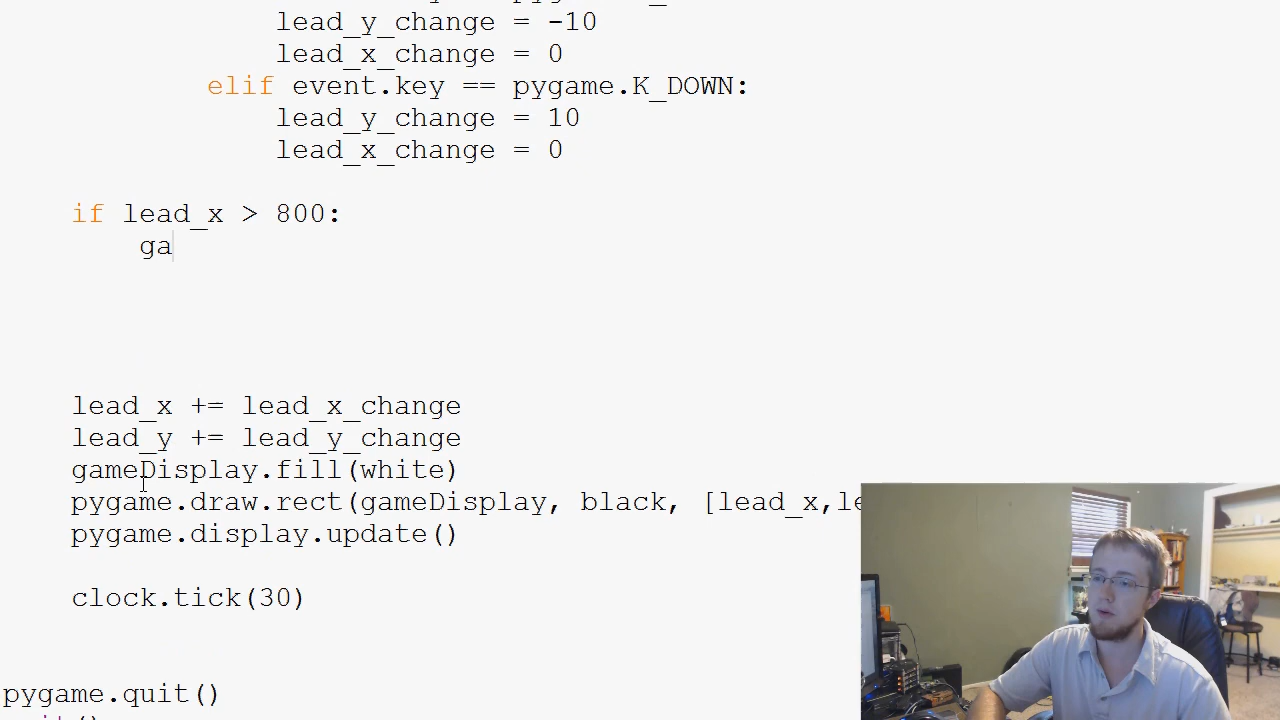 lead_y_change = -10
lead_x_change = 0
elif event.key == pygame.K_DOWN:
lead_y_change = 10
lead_x_change = 0
if lead_x > 800:
ga
lead_x += lead_x_change
lead_y += lead_y_change
gameDisplay.fill(white)
pygame.draw.rect(gameDisplay, black, [lead_x,le
pygame.display.update()
clock.tick(30)
pygame.quit()